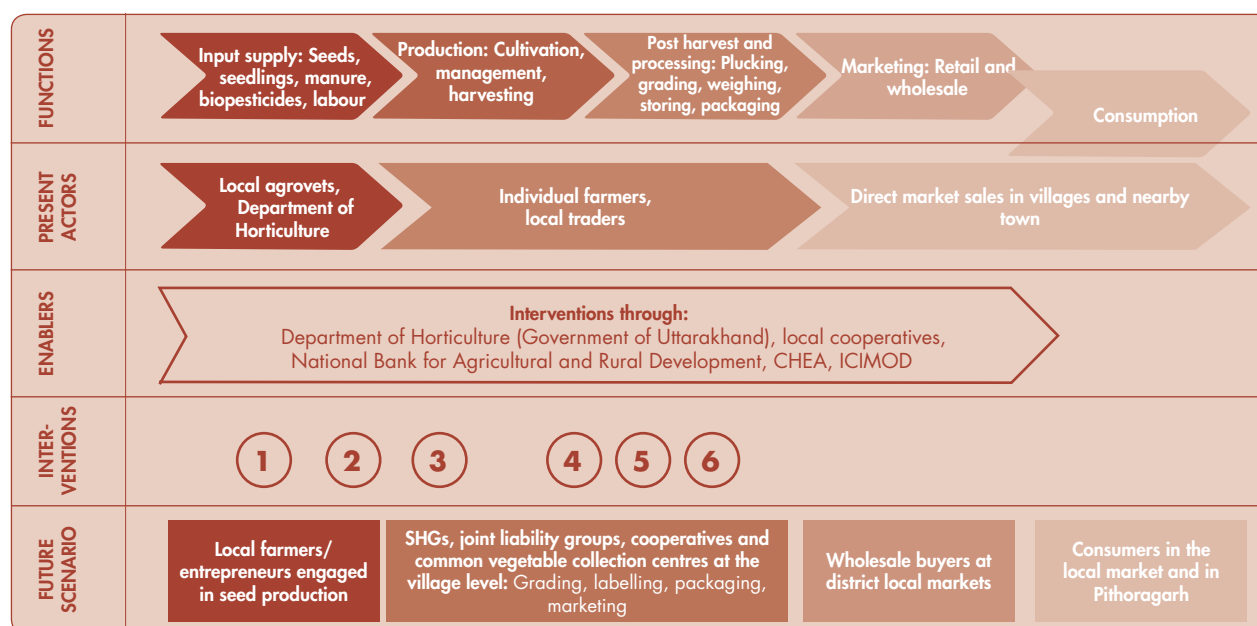 FUNCTIONS
Input supply: Seeds,
seedlings, manure,
biopesticides, labour
Production: Cultivation,
management,
harvesting
Post harvest and
processing: Plucking,
grading, weighing,
storing, packaging
Marketing: Retail and
wholesale
Consumption
PRESENT
ACTORS
Local agrovets,
Department of
Horticulture
Individual farmers,
local traders
Direct market sales in villages and nearby
town
ENABLERS
Interventions through:
Department of Horticulture (Government of Uttarakhand), local cooperatives,
National Bank for Agricultural and Rural Development, CHEA, ICIMOD
INTER-
VENTIONS
1 2 3 4 5 6
FUTURE
SCENARIO
Local farmers/
entrepreneurs engaged
in seed production
SHGs, joint liability groups, cooperatives and
common vegetable collection centres at the
village level: Grading, labelling, packaging,
marketing
Wholesale buyers at
district local markets
Consumers in the
local market and in
Pithoragarh